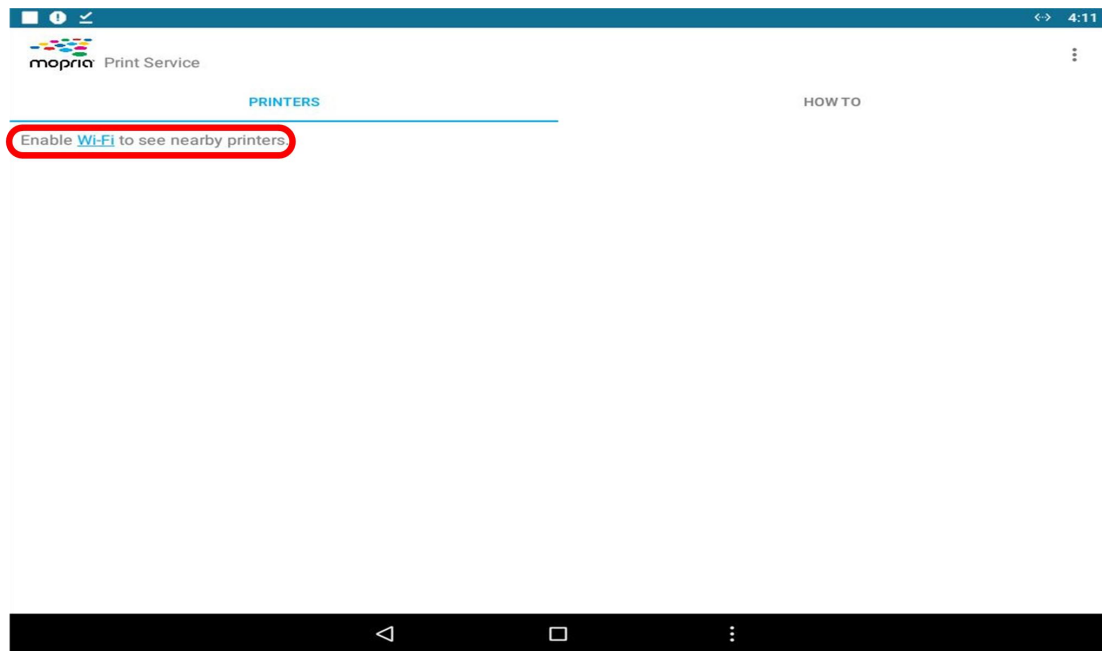 4:11
mopria Print Service
PRINTERS HOW TO
Enable Wi-Fi to see nearby printers.